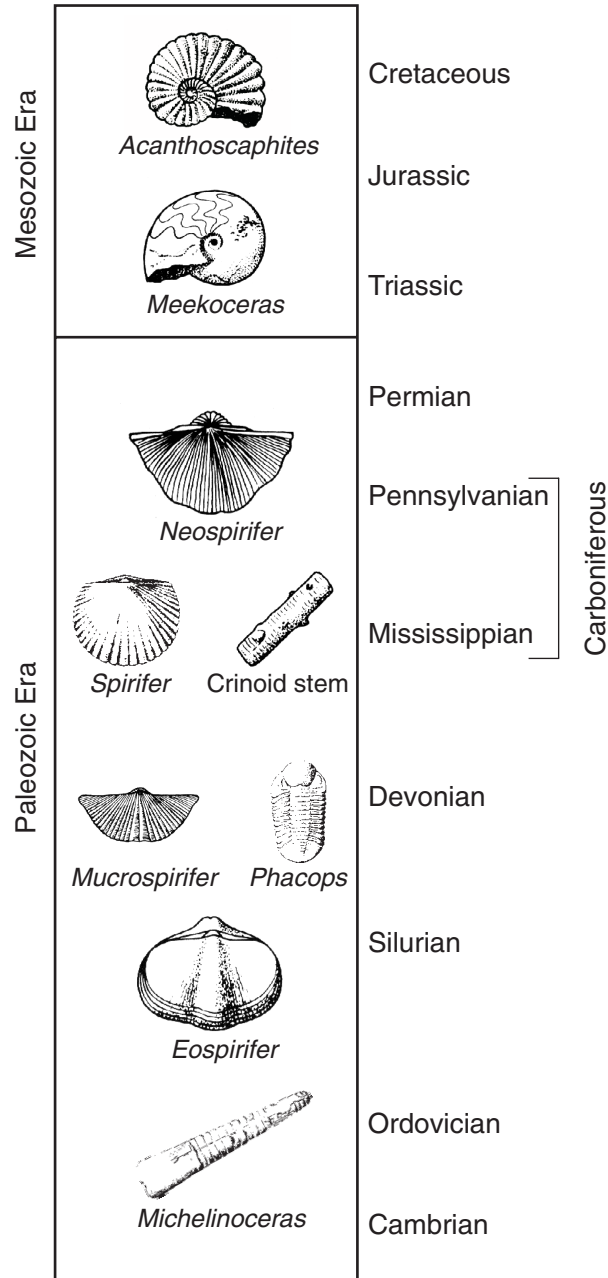 Mesozoic Era
Acanthoscaphites
Cretaceous
Jurassic
Meekoceras
Triassic
Paleozoic Era
Permian
Neospirifer
Pennsylvanian
Carboniferous
Spirifer
Crinoid stem
Mississippian
Mucrospirifer
Phacops
Devonian
Silurian
Eospirifer
Ordovician
Michelinoceras
Cambrian